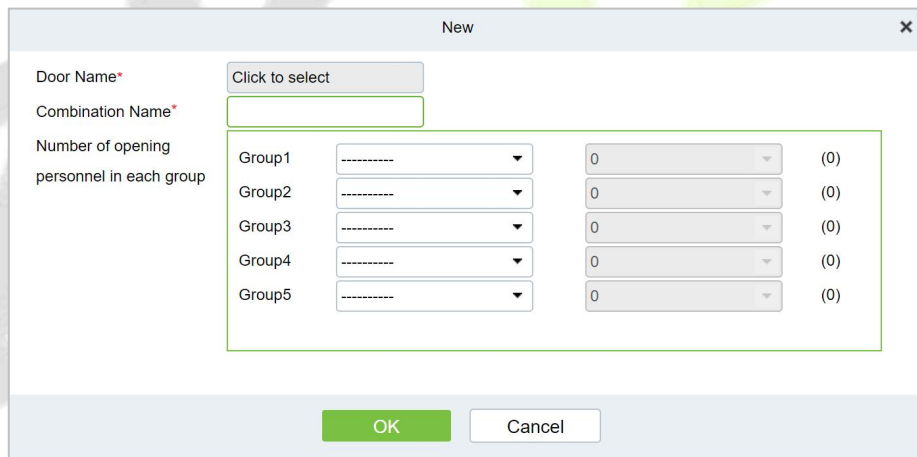 New
Door Name*
Click to select
Combination Name*
Number of opening
personnel in each group
Group1 ---------- 0 (0)
Group2 ---------- 0 (0)
Group3 ---------- 0 (0)
Group4 ---------- 0 (0)
Group5 ---------- 0 (0)
OK
Cancel